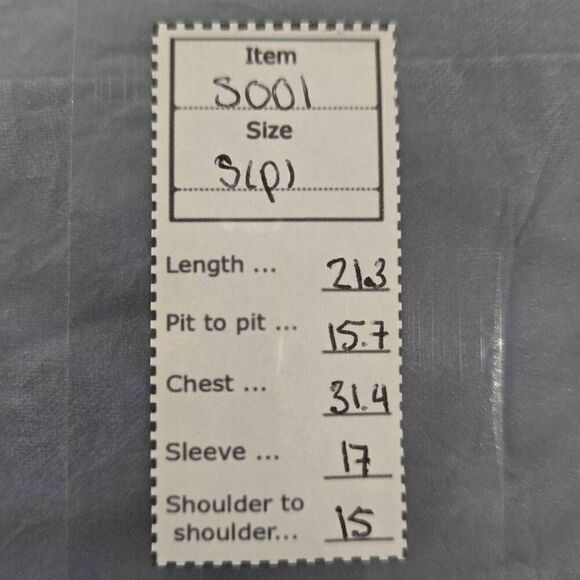 Item
S001
Size
S(P)
Length ... 21.3
Pit to pit ... 15.7
Chest ... 31.4
Sleeve ... 17
Shoulder to
shoulder... 15